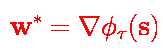 𝐰* = ∇ϕ_τ(𝐬)